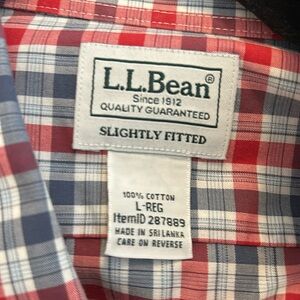 L.L.Bean®
Since 1912
QUALITY GUARANTEED
SLIGHTLY FITTED
100% COTTON
L-REG
ItemID 287889
MADE IN SRI LANKA
CARE ON REVERSE